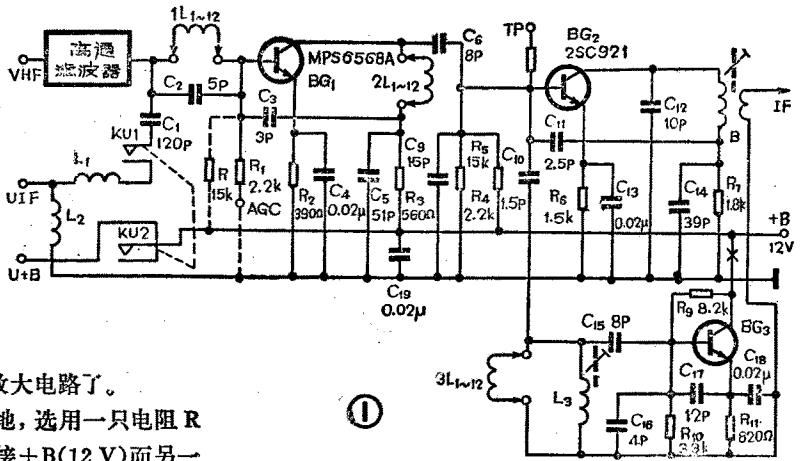 1L₁~₁₂
C₆
8P
TP
BG₂
2SC921
高通
滤波器
VHF
MPS6568A
BG₁
2L₁~₁₂
C₂
5P
C₃
3P
C₁
120P
KU1
L₁
UIF
L₂
KU2
U+B
R
15k
R₁
2.2k
AGC
R₂
390Ω
C₄
0.02μ
C₅
51P
C₉
15P
R₃
560Ω
C₁₉
0.02μ
R₅
15k
R₄
2.2k
C₁₀
1.5P
C₁₁
2.5P
R₆
1.5k
C₁₃
0.02μ
C₁₂
10P
C₁₄
39P
B
IF
R₇
1.8k
+B
12V
R₉ 8.2k
BG₃
C₁₅ 8P
3L₁~₁₂
L₃
C₁₆
4P
C₁₇
12P
C₁₈
0.02μ
R₁₀
3.3k
R₁₁
820Ω
①
放大电路了。
地, 选用一只电阻 R
接+B(12 V)而另一